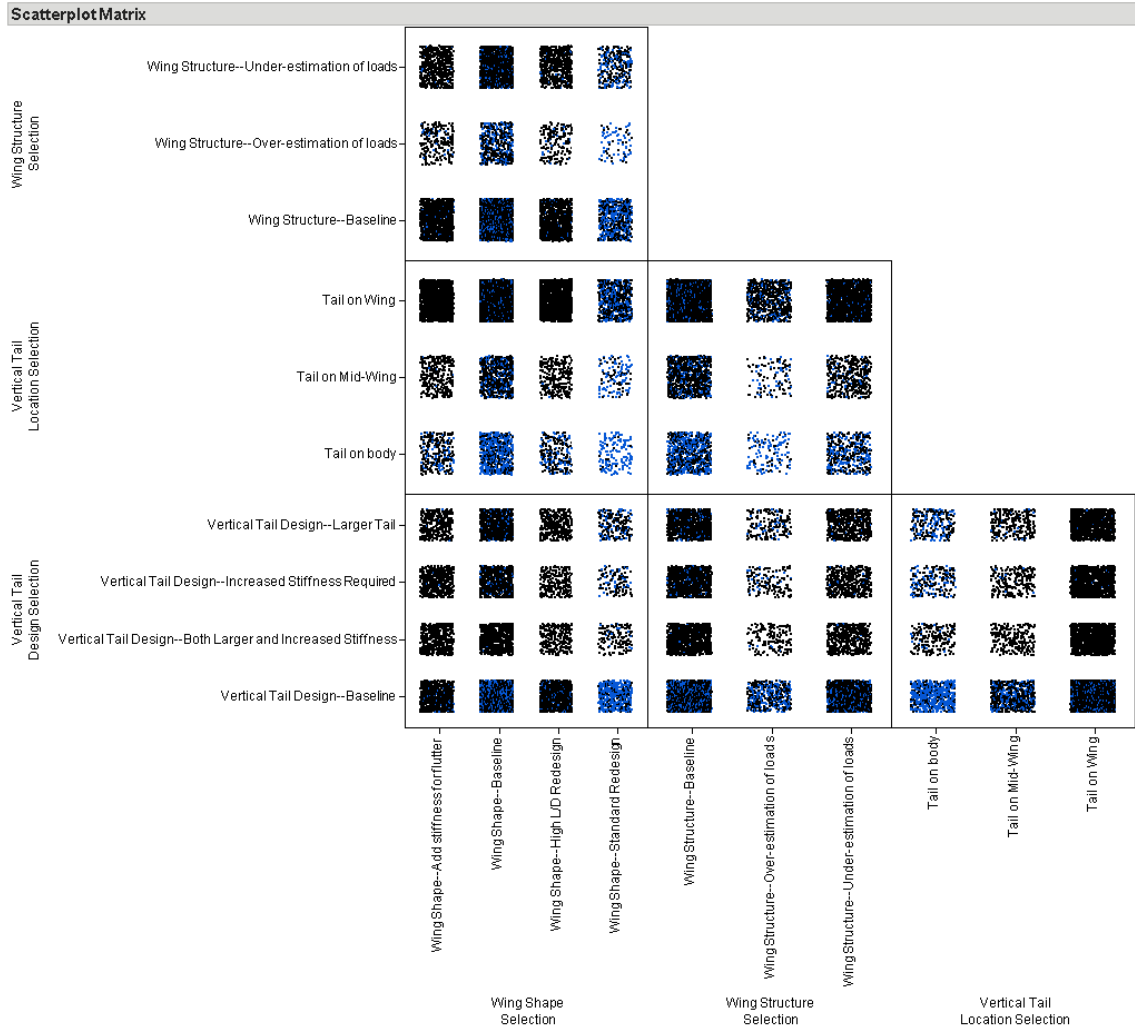 Scatterplot Matrix
Wing Structure
Selection
Wing Structure--Under-estimation of loads
Wing Structure--Over-estimation of loads
Wing Structure--Baseline
Vertical Tail
Location Selection
Tail on Wing
Tail on Mid-Wing
Tail on body
Vertical Tail
Design Selection
Vertical Tail Design--Larger Tail
Vertical Tail Design--Increased Stiffness Required
Vertical Tail Design--Both Larger and Increased Stiffness
Vertical Tail Design--Baseline
Wing Shape--Add stiffness for flutter
Wing Shape--Baseline
Wing Shape--High L/D Redesign
Wing Shape--Standard Redesign
Wing Structure--Baseline
Wing Structure--Over-estimation of loads
Wing Structure--Under-estimation of loads
Tail on body
Tail on Mid-Wing
Tail on Wing
Wing Shape
Selection
Wing Structure
Selection
Vertical Tail
Location Selection